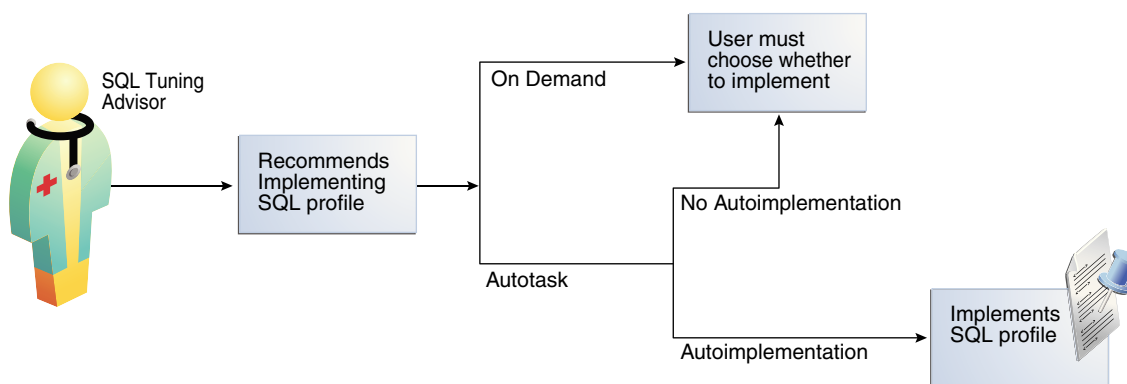 SQL Tuning
Advisor
Recommends
Implementing
SQL profile
On Demand
User must
choose whether
to implement
No Autoimplementation
Autotask
Autoimplementation
Implements
SQL profile